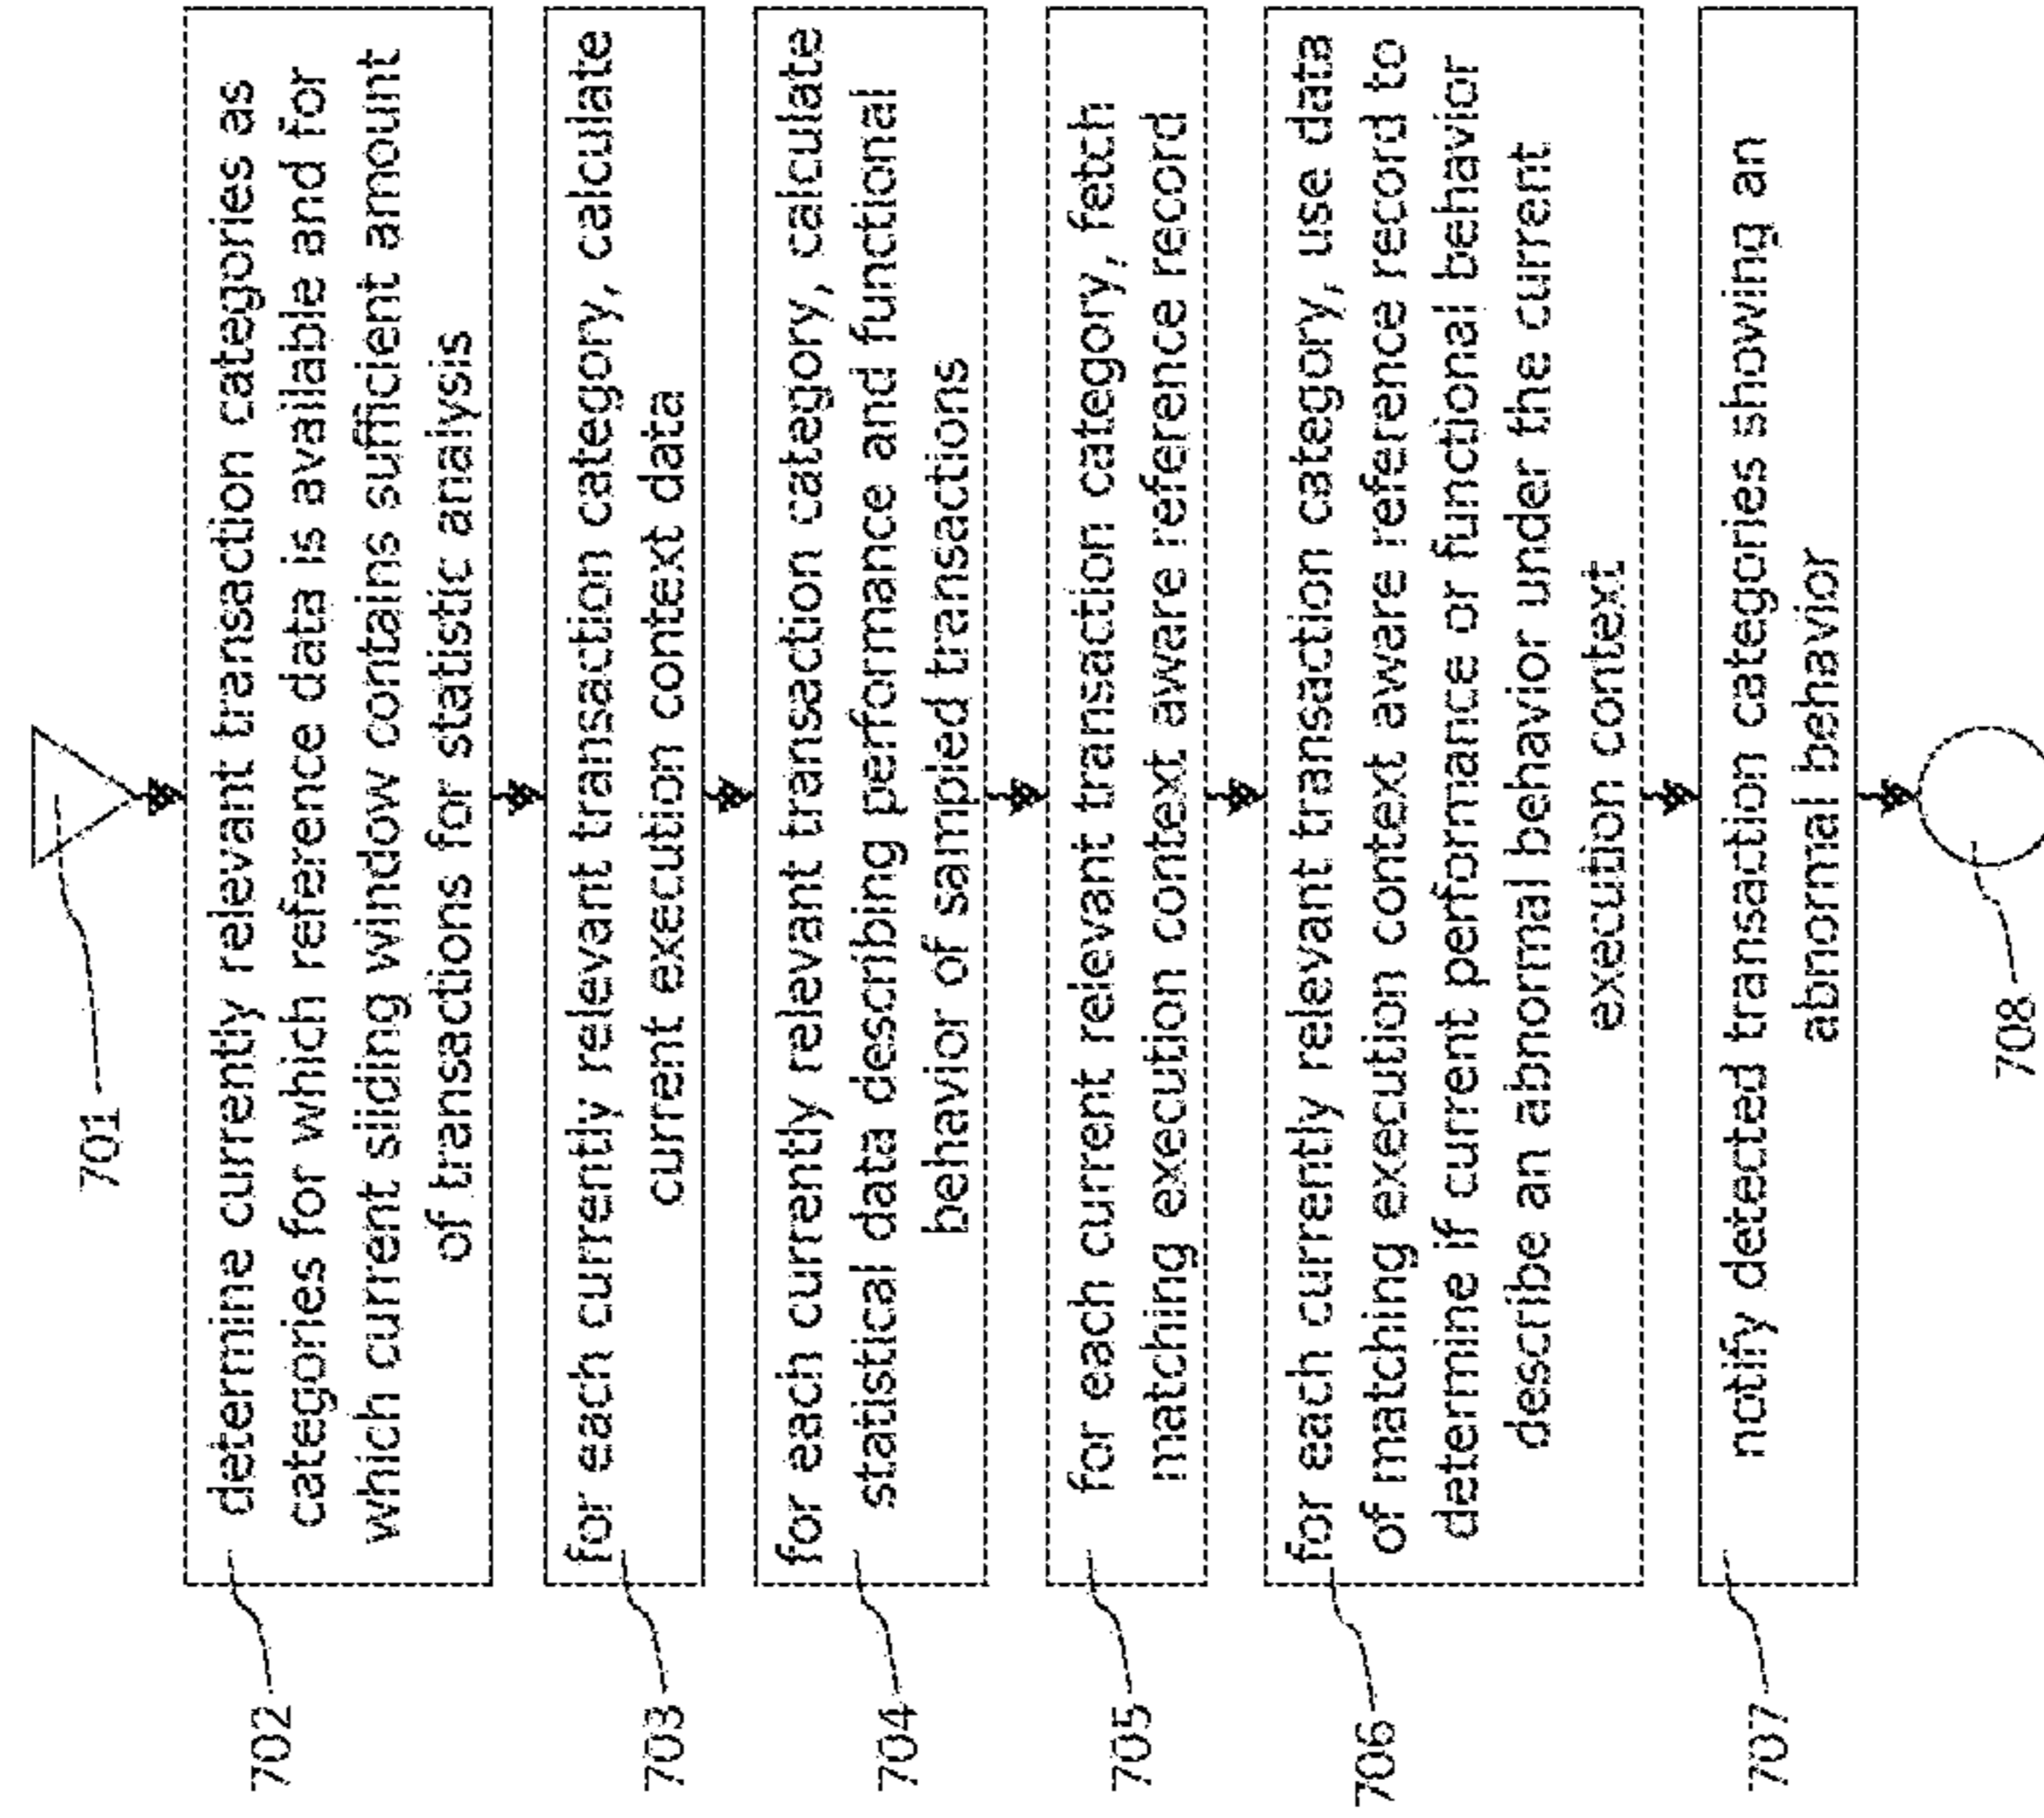 701
702
determine currently relevant transaction categories as
categories for which reference data is available and for
which current sliding window contains sufficient amount
of transactions for statistic analysis
703
for each currently relevant transaction category, calculate
current execution context data
704
for each currently relevant transaction category, calculate
statistical data describing performance and functional
behavior of sampled transactions
705
for each current relevant transaction category, fetch
matching execution context aware reference record
706
for each currently relevant transaction category, use data
of matching execution context aware reference record to
determine if current performance or functional behavior
describe an abnormal behavior under the current
execution context
707
notify detected transaction categories showing an
abnormal behavior
708